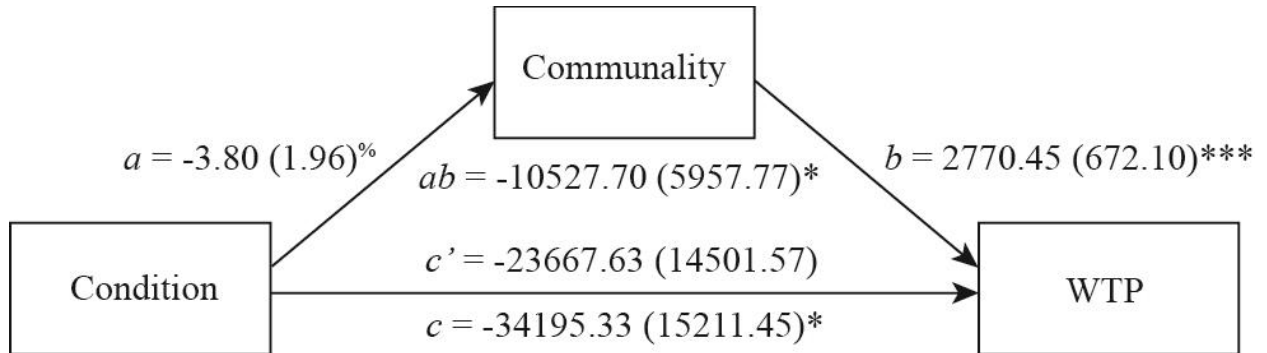 Communality
a = -3.80 (1.96)%
ab = -10527.70 (5957.77)*
b = 2770.45 (672.10)***
Condition
c’ = -23667.63 (14501.57)
c = -34195.33 (15211.45)*
WTP